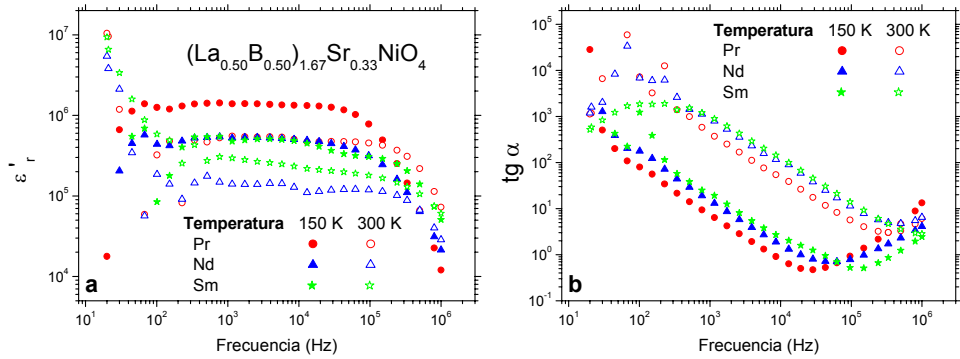 (La0.50B0.50)1.67Sr0.33NiO4
ε'r
10^7
10^6
10^5
10^4
Temperatura 150 K 300 K
Pr
Nd
Sm
a
10^1 10^2 10^3 10^4 10^5 10^6
Frecuencia (Hz)
tg α
10^5
10^4
10^3
10^2
10^1
10^0
10^-1
Temperatura 150 K 300 K
Pr
Nd
Sm
b
10^1 10^2 10^3 10^4 10^5 10^6
Frecuencia (Hz)